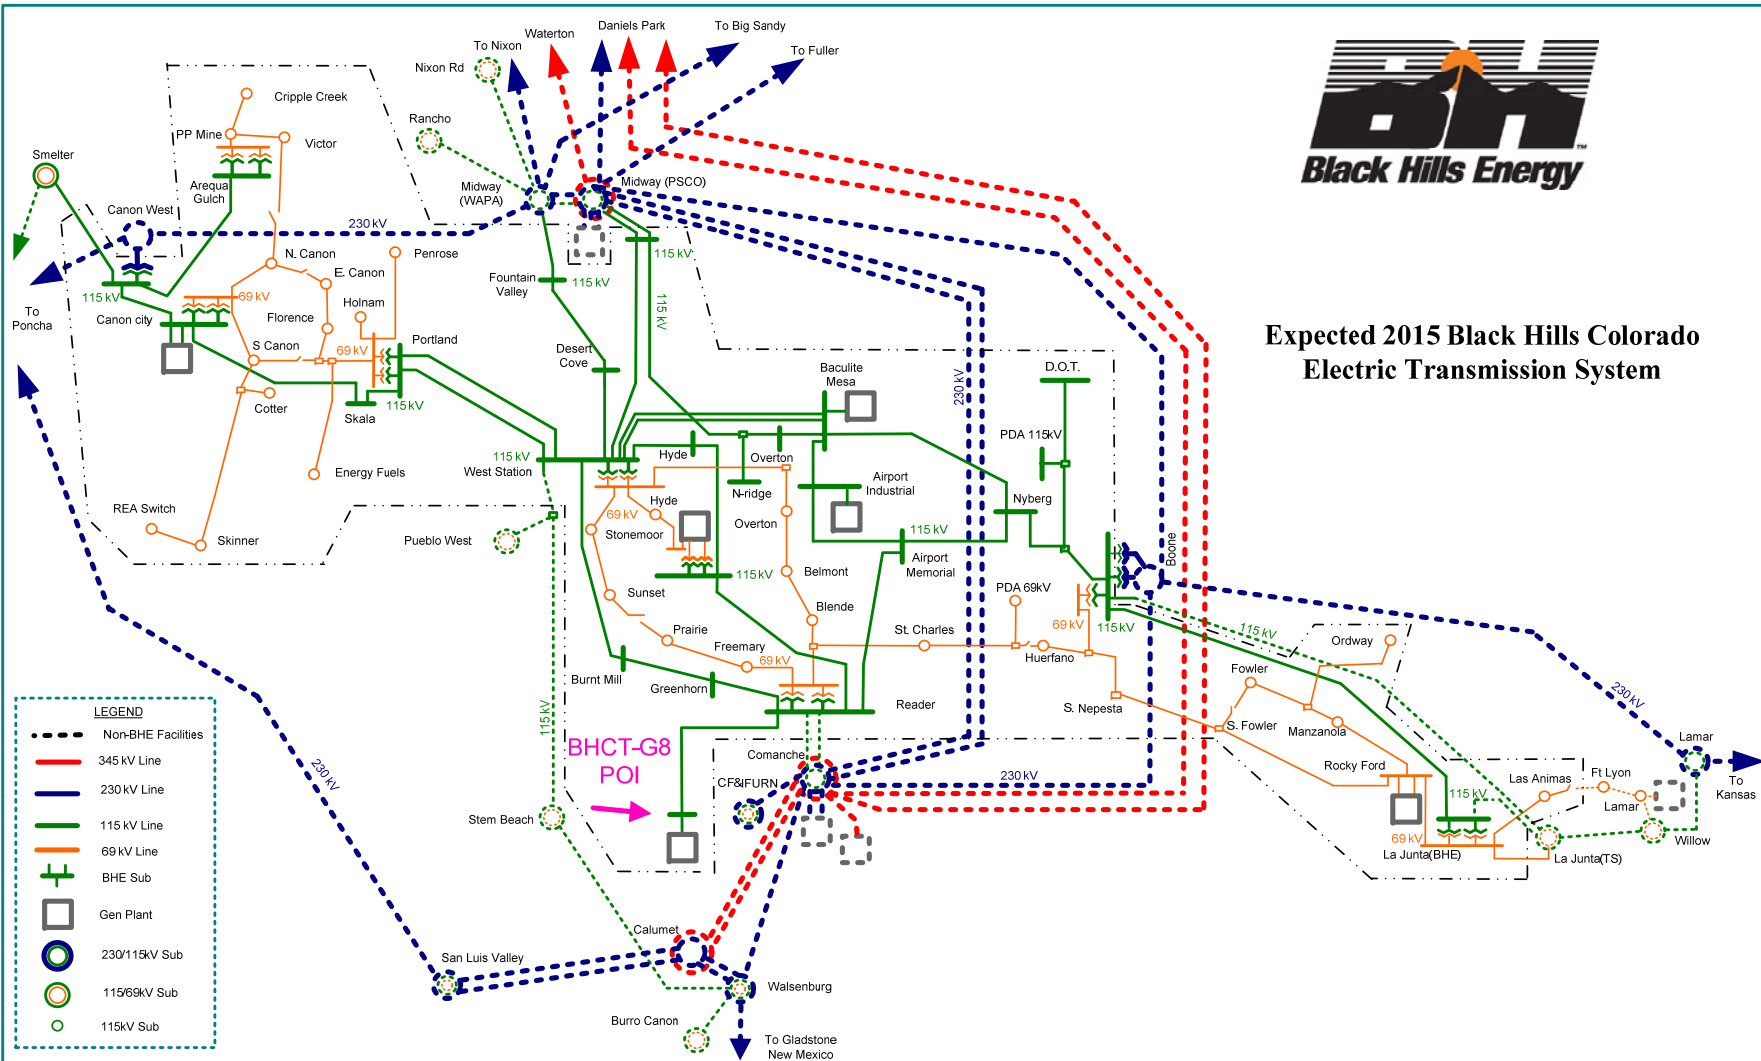 To Nixon
Waterton
Daniels Park
To Big Sandy
To Fuller
Nixon Rd
Rancho
Cripple Creek
PP Mine
Victor
Smelter
Arequa
Gulch
Midway
(WAPA)
Midway (PSCO)
Canon West
230 kV
115 kV
N. Canon
Penrose
E. Canon
Holnam
Fountain
Valley
115 kV
115 kV
To
Poncha
115 kV
Canon city
69 kV
Florence
S Canon
69 kV
Portland
Desert
Cove
Cotter
Skala
115 kV
Baculite
Mesa
D.O.T.
230 kV
BH
TM
Black Hills Energy
Expected 2015 Black Hills Colorado
Electric Transmission System
115 kV
West Station
Hyde
Overton
PDA 115kV
Energy Fuels
N-ridge
Airport
Industrial
Nyberg
REA Switch
Skinner
Pueblo West
Hyde
69 kV
Stonemoor
Overton
115 kV
Airport
Memorial
Boone
115 kV
Belmont
Sunset
Blende
PDA 69kV
69 kV
115 kV
115 kV
Prairie
Freemary
69 kV
St. Charles
Huerfano
Ordway
Fowler
Burnt Mill
Greenhorn
Reader
S. Nepesta
S. Fowler
Manzanola
230 kV
115 kV
BHCT-G8
POI
Comanche
CF&IFURN
230 kV
Rocky Ford
Las Animas
Ft Lyon
Lamar
Lamar
To
Kansas
115 kV
69 kV
La Junta(BHE)
La Junta(TS)
Willow
Stem Beach
230 kV
Calumet
San Luis Valley
Walsenburg
Burro Canon
To Gladstone
New Mexico
LEGEND
Non-BHE Facilities
345 kV Line
230 kV Line
115 kV Line
69 kV Line
BHE Sub
Gen Plant
230/115kV Sub
115/69kV Sub
115kV Sub